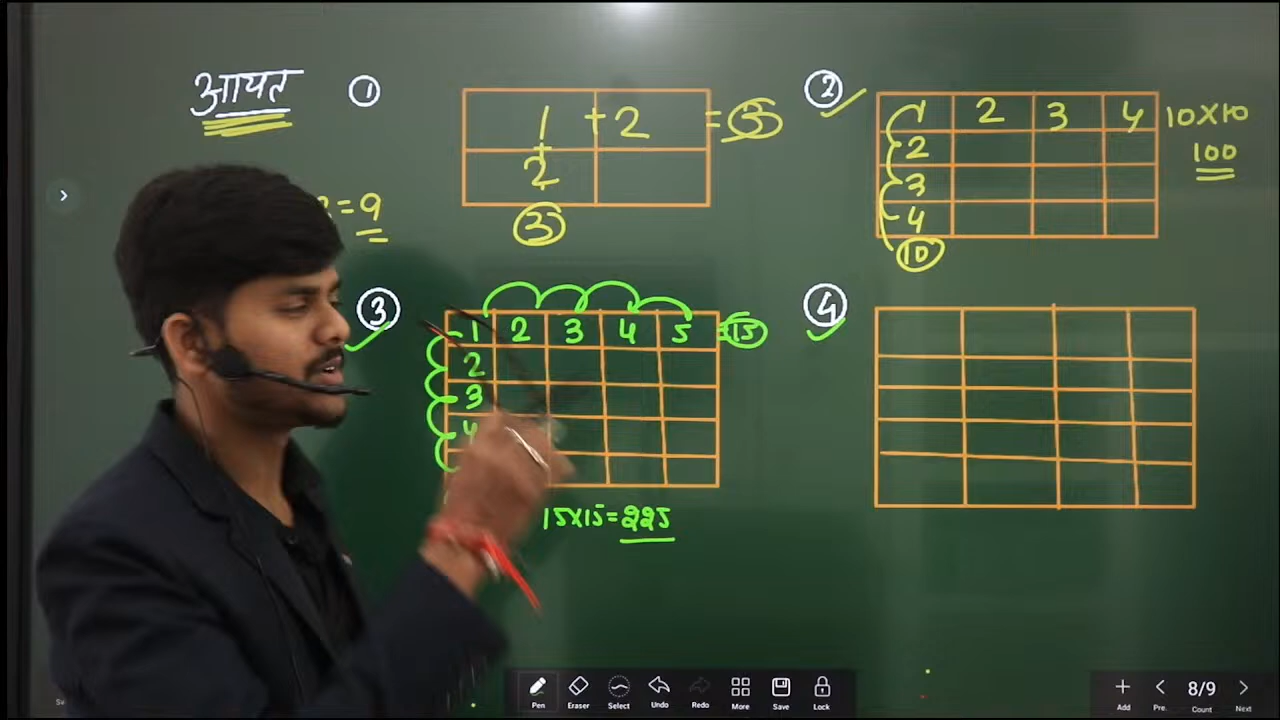 आयत ①
1 + 2 = 3
+
2
3
= 9
②
1 2 3 4 10×10
2 100
3
4
10
③
1 2 3 4 5 = 15
2
3
4
15×15=225
④
Pen Eraser Select Undo Redo More Save Lock
Add Pre. 8/9 Count Next